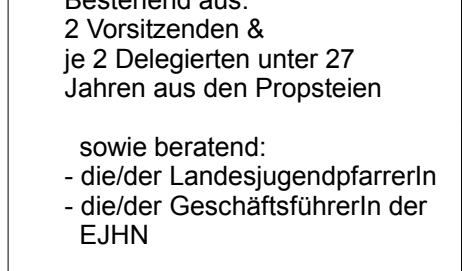 Bestehend aus:
2 Vorsitzenden &
je 2 Delegierten unter 27
Jahren aus den Propsteien
sowie beratend:
- die/der LandesjugendpfarrerIn
- die/der GeschäftsführerIn der
EJHN